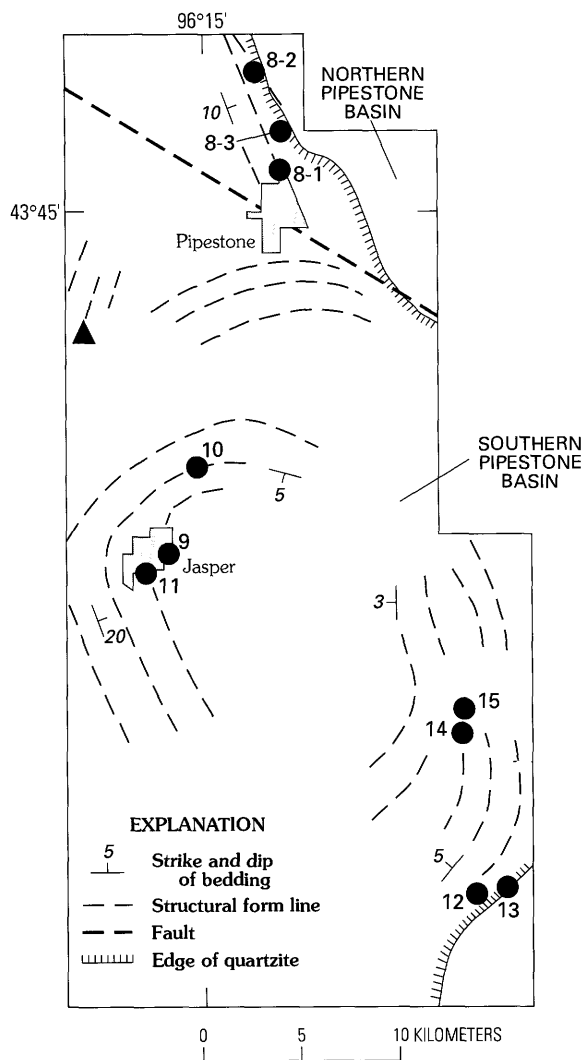 96°15'
8-2
NORTHERN
PIPESTONE
BASIN
10
8-3
8-1
43°45'
Pipestone
10
SOUTHERN
PIPESTONE
BASIN
5
9
Jasper
11
3
20
15
14
EXPLANATION
5
Strike and dip
of bedding
Structural form line
Fault
Edge of quartzite
5
12
13
0 5 10 KILOMETERS